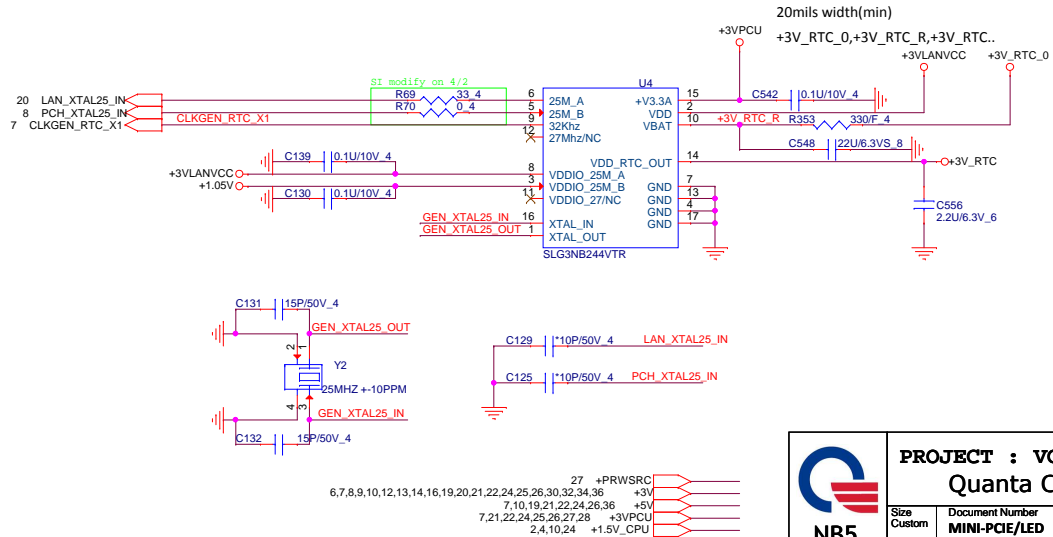 20mils width(min)
+3V_RTC_0,+3V_RTC_R,+3V_RTC..
+3VPCU
+3VLANVCC
+3V_RTC_0
SI modify on 4/2
U4
20 LAN_XTAL25_IN
R69 33_4
6 25M_A
+V3.3A 15
C542 0.1U/10V_4
8 PCH_XTAL25_IN
R70 0_4
5 25M_B
VDD 2
7 CLKGEN_RTC_X1
CLKGEN_RTC_X1
9 32Khz
VBAT 10
+3V_RTC_R
R353 330/F_4
12 27Mhz/NC
C548 22U/6.3VS_8
C139 0.1U/10V_4
VDD_RTC_OUT 14
+3V_RTC
+3VLANVCC
8 VDDIO_25M_A
+1.05V
3 VDDIO_25M_B
GND 7
C130 0.1U/10V_4
11 VDDIO_27/NC
GND 13
GND 4
GEN_XTAL25_IN
16 XTAL_IN
GND 17
GEN_XTAL25_OUT
1 XTAL_OUT
C556
2.2U/6.3V_6
SLG3NB244VTR
C131 15P/50V_4
GEN_XTAL25_OUT
2 1
Y2
25MHZ +-10PPM
4 3
GEN_XTAL25_IN
C132 15P/50V_4
C129 *10P/50V_4 LAN_XTAL25_IN
C125 *10P/50V_4 PCH_XTAL25_IN
27 +PRWSRC
6,7,8,9,10,12,13,14,16,19,20,21,22,24,25,26,30,32,34,36 +3V
7,10,19,21,22,24,26,36 +5V
7,21,22,24,25,26,27,28 +3VPCU
2,4,10,24 +1.5V_CPU
NB5
PROJECT : VO
Quanta C
Size
Custom
Document Number
MINI-PCIE/LED